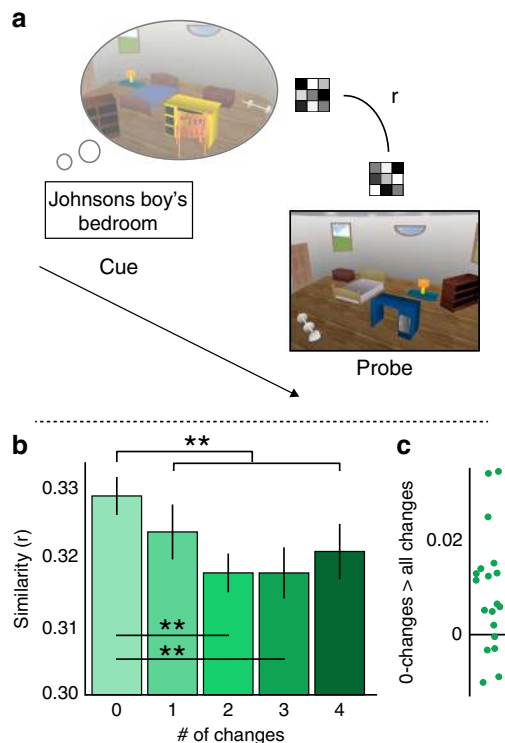 a
r
Johnsons boy's
bedroom
Cue
Probe
b
**
Similarity (r)
0.33
0.32
0.31
0.30
**
**
0
1
2
3
4
# of changes
c
0-changes > all changes
0.02
0